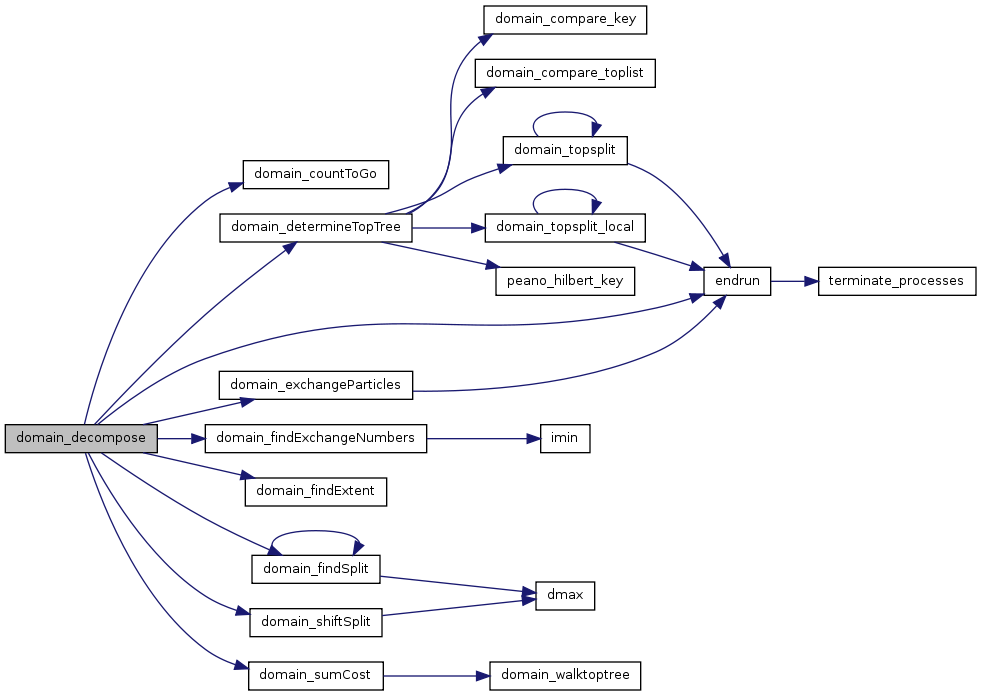 domain_compare_key
domain_compare_toplist
domain_topsplit
domain_countToGo
domain_determineTopTree
domain_topsplit_local
peano_hilbert_key
endrun
terminate_processes
domain_exchangeParticles
domain_decompose
domain_findExchangeNumbers
imin
domain_findExtent
domain_findSplit
dmax
domain_shiftSplit
domain_sumCost
domain_walktoptree